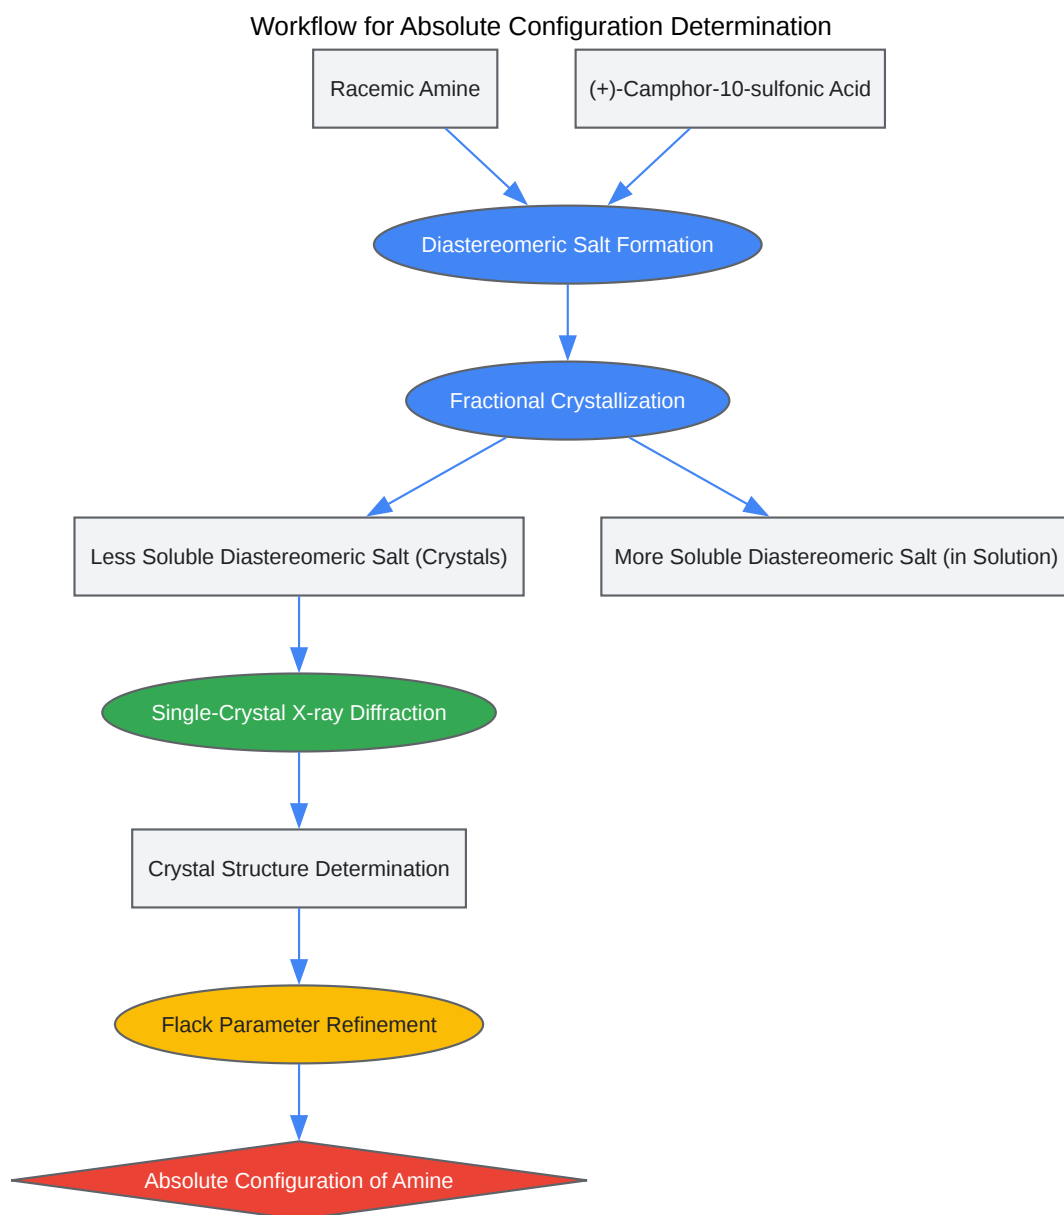 Workflow for Absolute Configuration Determination
Racemic Amine
(+)-Camphor-10-sulfonic Acid
Diastereomeric Salt Formation
Fractional Crystallization
Less Soluble Diastereomeric Salt (Crystals)
More Soluble Diastereomeric Salt (in Solution)
Single-Crystal X-ray Diffraction
Crystal Structure Determination
Flack Parameter Refinement
Absolute Configuration of Amine